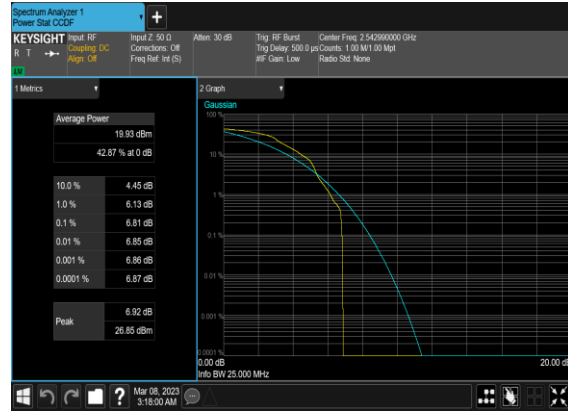 Spectrum Analyzer 1
Power Stat CCDF
KEYSIGHT
R T
LXI
Input: RF
Coupling: DC
Align: Off
Input Z: 50 Ω
Corrections: Off
Freq Ref: Int (S)
Atten: 30 dB
Trig: RF Burst
Trig Delay: 500.0 µs
#IF Gain: Low
Center Freq: 2.542990000 GHz
Counts: 1.00 M/1.00 Mpt
Radio Std: None
1 Metrics
Average Power
19.93 dBm
42.87 % at 0 dB
10.0 % 4.45 dB
1.0 % 6.13 dB
0.1 % 6.81 dB
0.01 % 6.85 dB
0.001 % 6.86 dB
0.0001 % 6.87 dB
Peak
6.92 dB
26.85 dBm
2 Graph
Gaussian
100 %
10 %
1 %
0.1 %
0.01 %
0.001 %
0.0001 %
0.00 dB
20.00 dB
Info BW 25.000 MHz
?
Mar 08, 2023
3:18:00 AM